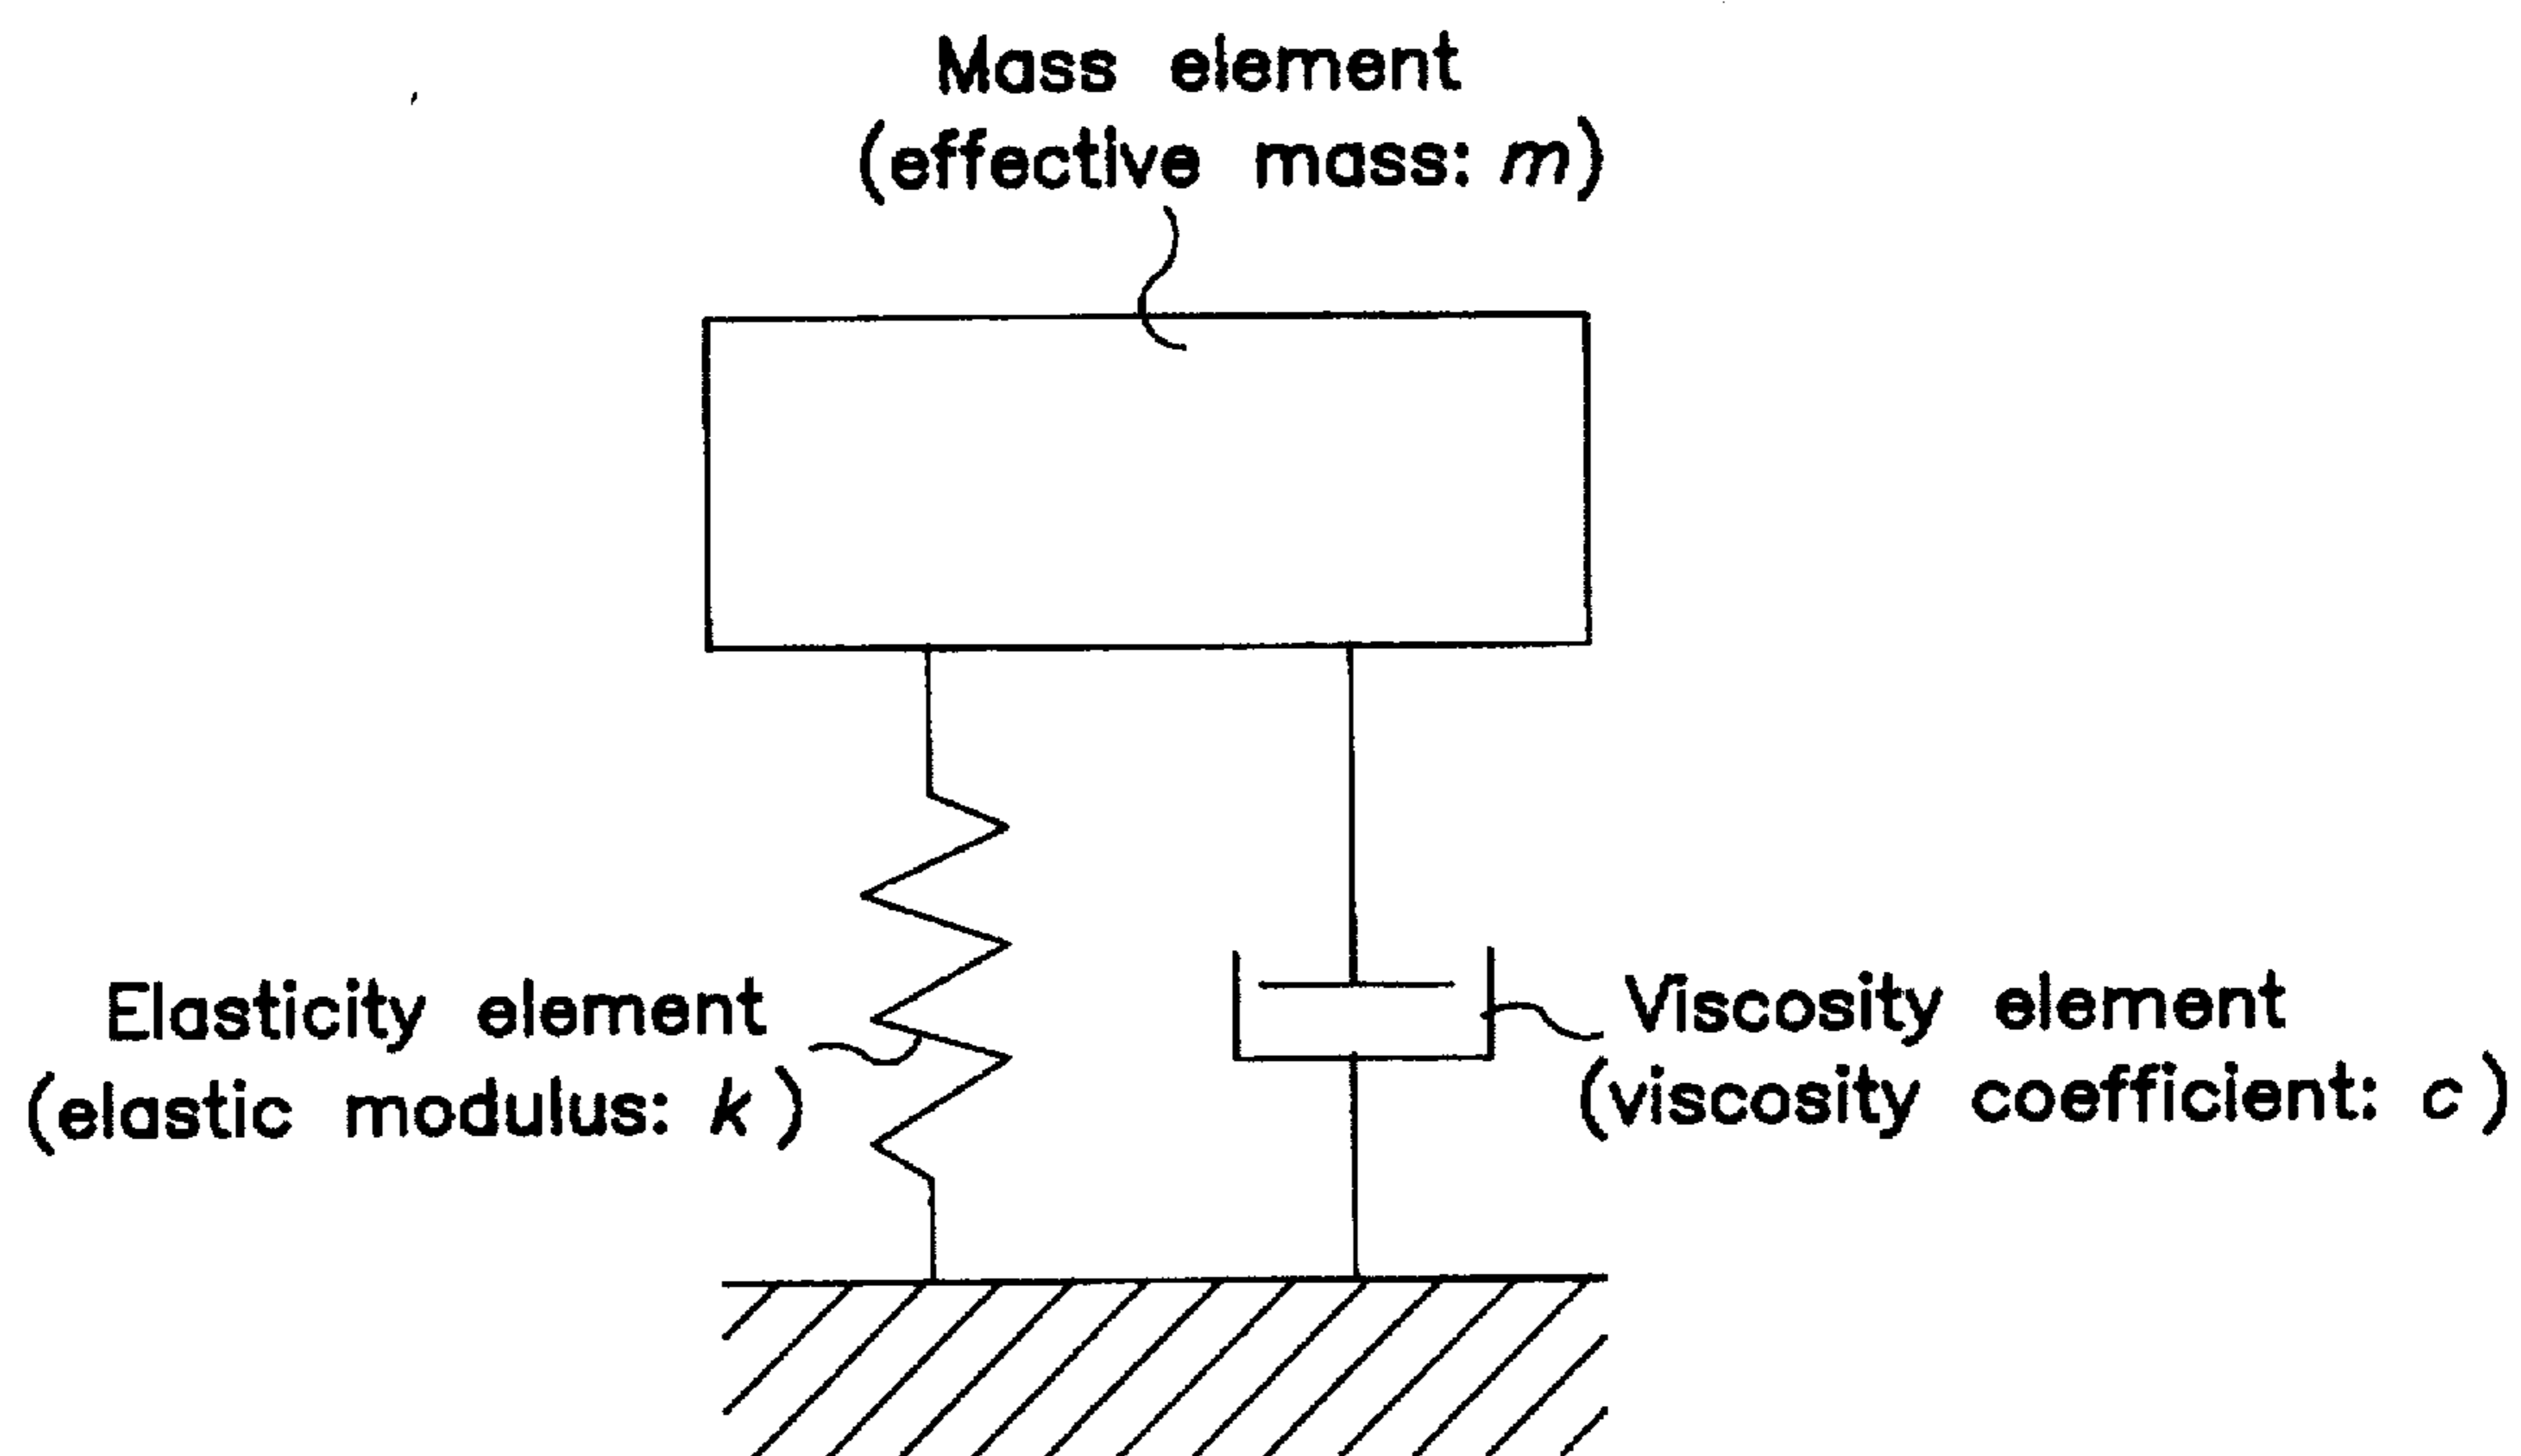 Mass element
(effective mass: m)
Elasticity element
(elastic modulus: k)
Viscosity element
(viscosity coefficient: c)